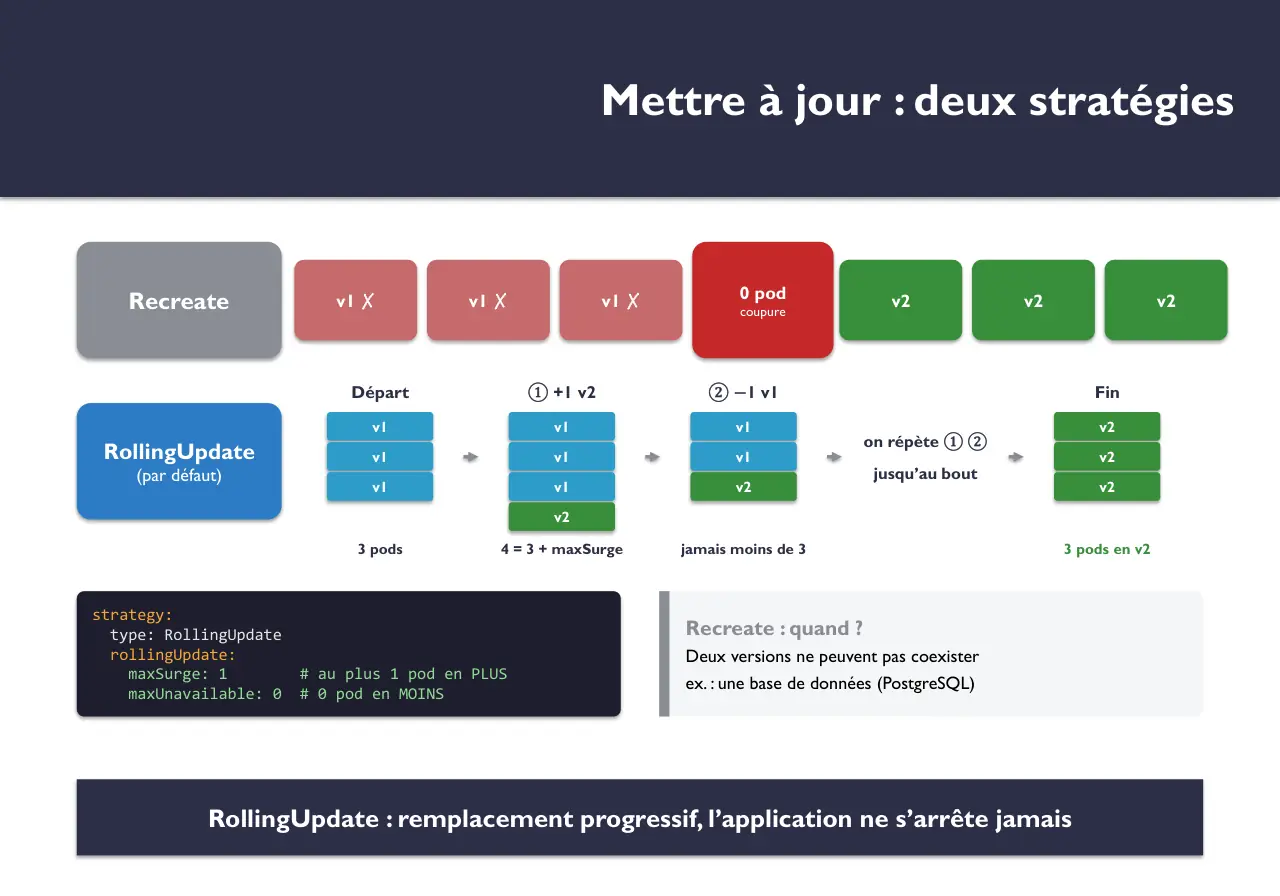 Mettre à jour : deux stratégies
Recreate
v1 ✗
v1 ✗
v1 ✗
0 pod
coupure
v2
v2
v2
RollingUpdate
(par défaut)
Départ
v1
v1
v1
3 pods
① +1 v2
v1
v1
v1
v2
4 = 3 + maxSurge
② −1 v1
v1
v1
v2
jamais moins de 3
on répète ① ②
jusqu’au bout
Fin
v2
v2
v2
3 pods en v2
strategy:
  type: RollingUpdate
  rollingUpdate:
    maxSurge: 1        # au plus 1 pod en PLUS
    maxUnavailable: 0  # 0 pod en MOINS
Recreate : quand ?
Deux versions ne peuvent pas coexister
ex. : une base de données (PostgreSQL)
RollingUpdate : remplacement progressif, l’application ne s’arrête jamais